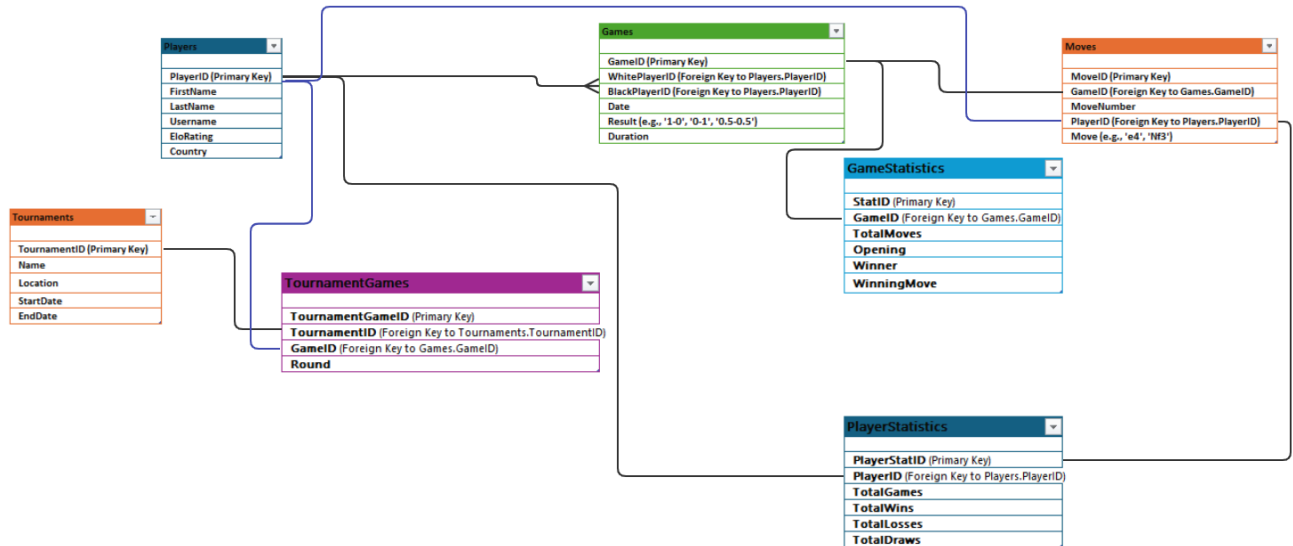 Players
PlayerID (Primary Key)
FirstName
LastName
Username
EloRating
Country
Games
GameID (Primary Key)
WhitePlayerID (Foreign Key to Players.PlayerID)
BlackPlayerID (Foreign Key to Players.PlayerID)
Date
Result (e.g., '1-0', '0-1', '0.5-0.5')
Duration
Moves
MoveID (Primary Key)
GameID (Foreign Key to Games.GameID)
MoveNumber
PlayerID (Foreign Key to Players.PlayerID)
Move (e.g., 'e4', 'Nf3')
GameStatistics
StatID (Primary Key)
GameID (Foreign Key to Games.GameID)
TotalMoves
Opening
Winner
WinningMove
Tournaments
TournamentID (Primary Key)
Name
Location
StartDate
EndDate
TournamentGames
TournamentGameID (Primary Key)
TournamentID (Foreign Key to Tournaments.TournamentID)
GameID (Foreign Key to Games.GameID)
Round
PlayerStatistics
PlayerStatID (Primary Key)
PlayerID (Foreign Key to Players.PlayerID)
TotalGames
TotalWins
TotalLosses
TotalDraws